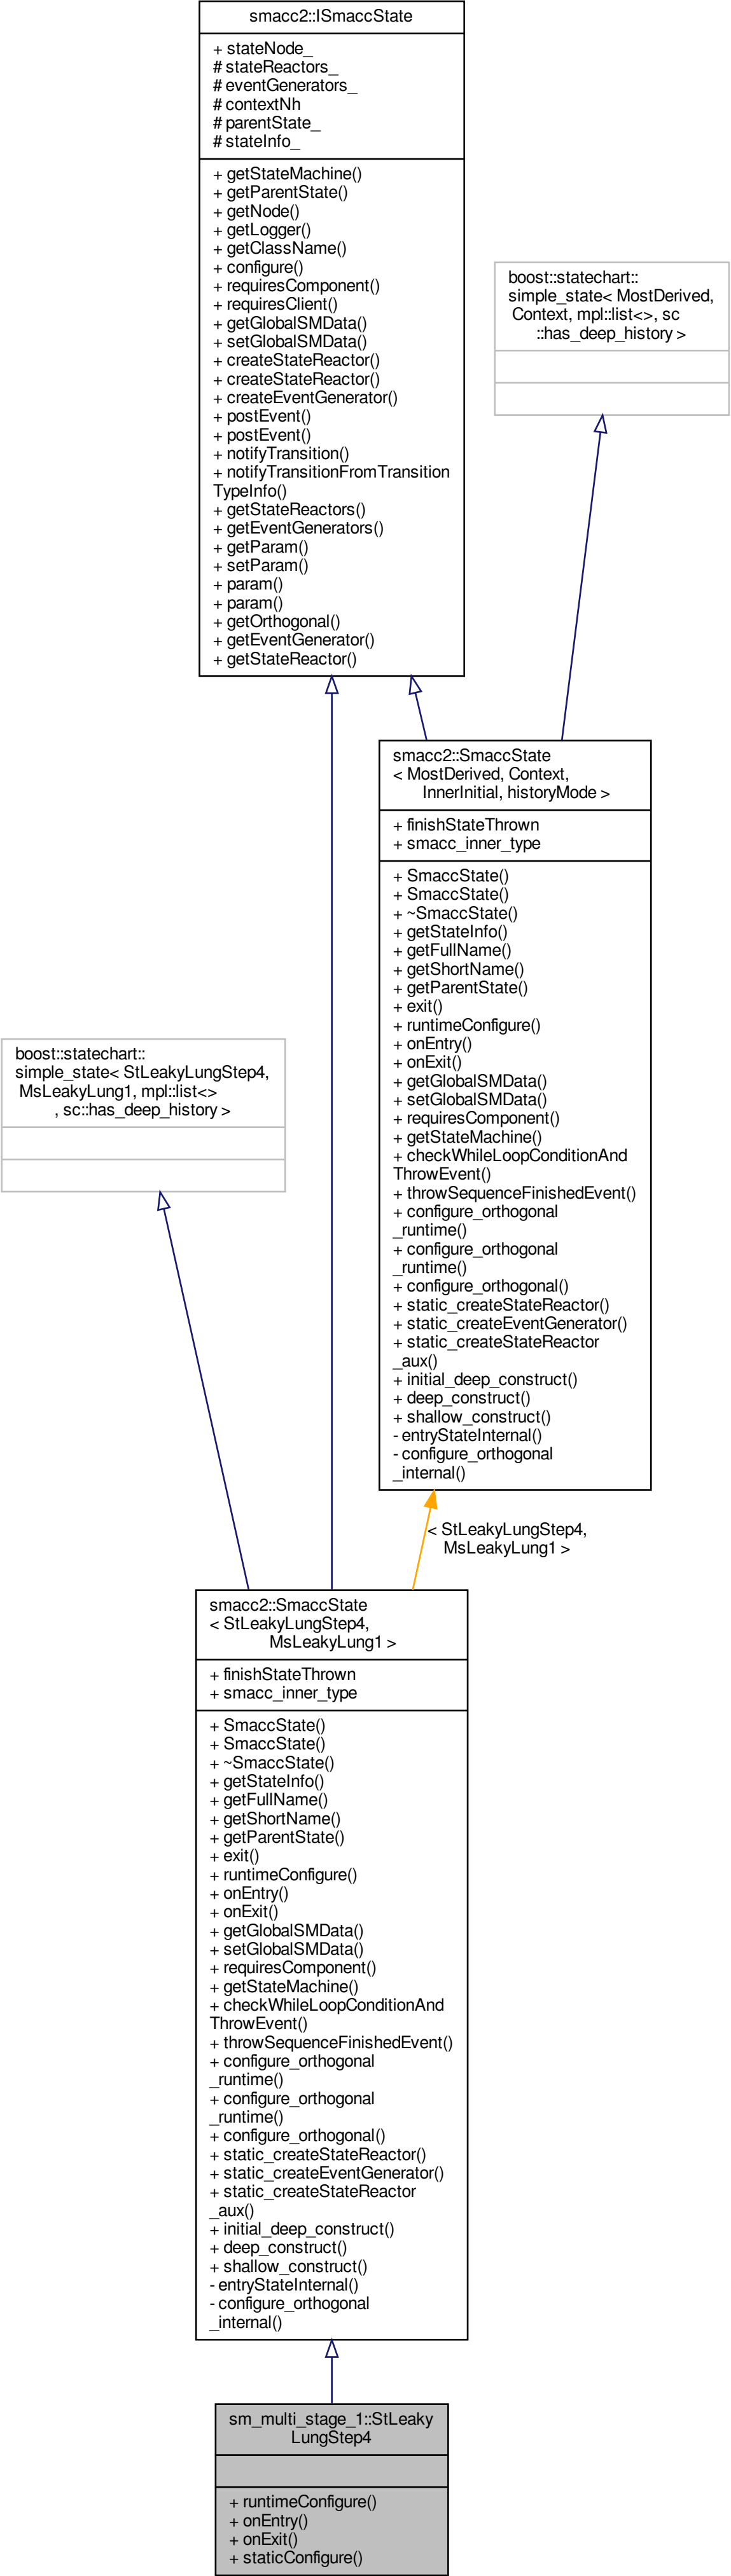 smacc2::ISmaccState
+ stateNode_
# stateReactors_
# eventGenerators_
# contextNh
# parentState_
# stateInfo_
+ getStateMachine()
+ getParentState()
+ getNode()
+ getLogger()
+ getClassName()
+ configure()
+ requiresComponent()
+ requiresClient()
+ getGlobalSMData()
+ setGlobalSMData()
+ createStateReactor()
+ createStateReactor()
+ createEventGenerator()
+ postEvent()
+ postEvent()
+ notifyTransition()
+ notifyTransitionFromTransition
TypeInfo()
+ getStateReactors()
+ getEventGenerators()
+ getParam()
+ setParam()
+ param()
+ param()
+ getOrthogonal()
+ getEventGenerator()
+ getStateReactor()
boost::statechart::
simple_state< MostDerived,
Context, mpl::list<>, sc
::has_deep_history >
smacc2::SmaccState
< MostDerived, Context,
InnerInitial, historyMode >
+ finishStateThrown
+ smacc_inner_type
+ SmaccState()
+ SmaccState()
+ ~SmaccState()
+ getStateInfo()
+ getFullName()
+ getShortName()
+ getParentState()
+ exit()
+ runtimeConfigure()
+ onEntry()
+ onExit()
+ getGlobalSMData()
+ setGlobalSMData()
+ requiresComponent()
+ getStateMachine()
+ checkWhileLoopConditionAnd
ThrowEvent()
+ throwSequenceFinishedEvent()
+ configure_orthogonal
_runtime()
+ configure_orthogonal
_runtime()
+ configure_orthogonal()
+ static_createStateReactor()
+ static_createEventGenerator()
+ static_createStateReactor
_aux()
+ initial_deep_construct()
+ deep_construct()
+ shallow_construct()
- entryStateInternal()
- configure_orthogonal
_internal()
boost::statechart::
simple_state< StLeakyLungStep4,
MsLeakyLung1, mpl::list<>
, sc::has_deep_history >
< StLeakyLungStep4,
MsLeakyLung1 >
smacc2::SmaccState
< StLeakyLungStep4,
MsLeakyLung1 >
+ finishStateThrown
+ smacc_inner_type
+ SmaccState()
+ SmaccState()
+ ~SmaccState()
+ getStateInfo()
+ getFullName()
+ getShortName()
+ getParentState()
+ exit()
+ runtimeConfigure()
+ onEntry()
+ onExit()
+ getGlobalSMData()
+ setGlobalSMData()
+ requiresComponent()
+ getStateMachine()
+ checkWhileLoopConditionAnd
ThrowEvent()
+ throwSequenceFinishedEvent()
+ configure_orthogonal
_runtime()
+ configure_orthogonal
_runtime()
+ configure_orthogonal()
+ static_createStateReactor()
+ static_createEventGenerator()
+ static_createStateReactor
_aux()
+ initial_deep_construct()
+ deep_construct()
+ shallow_construct()
- entryStateInternal()
- configure_orthogonal
_internal()
sm_multi_stage_1::StLeaky
LungStep4
+ runtimeConfigure()
+ onEntry()
+ onExit()
+ staticConfigure()